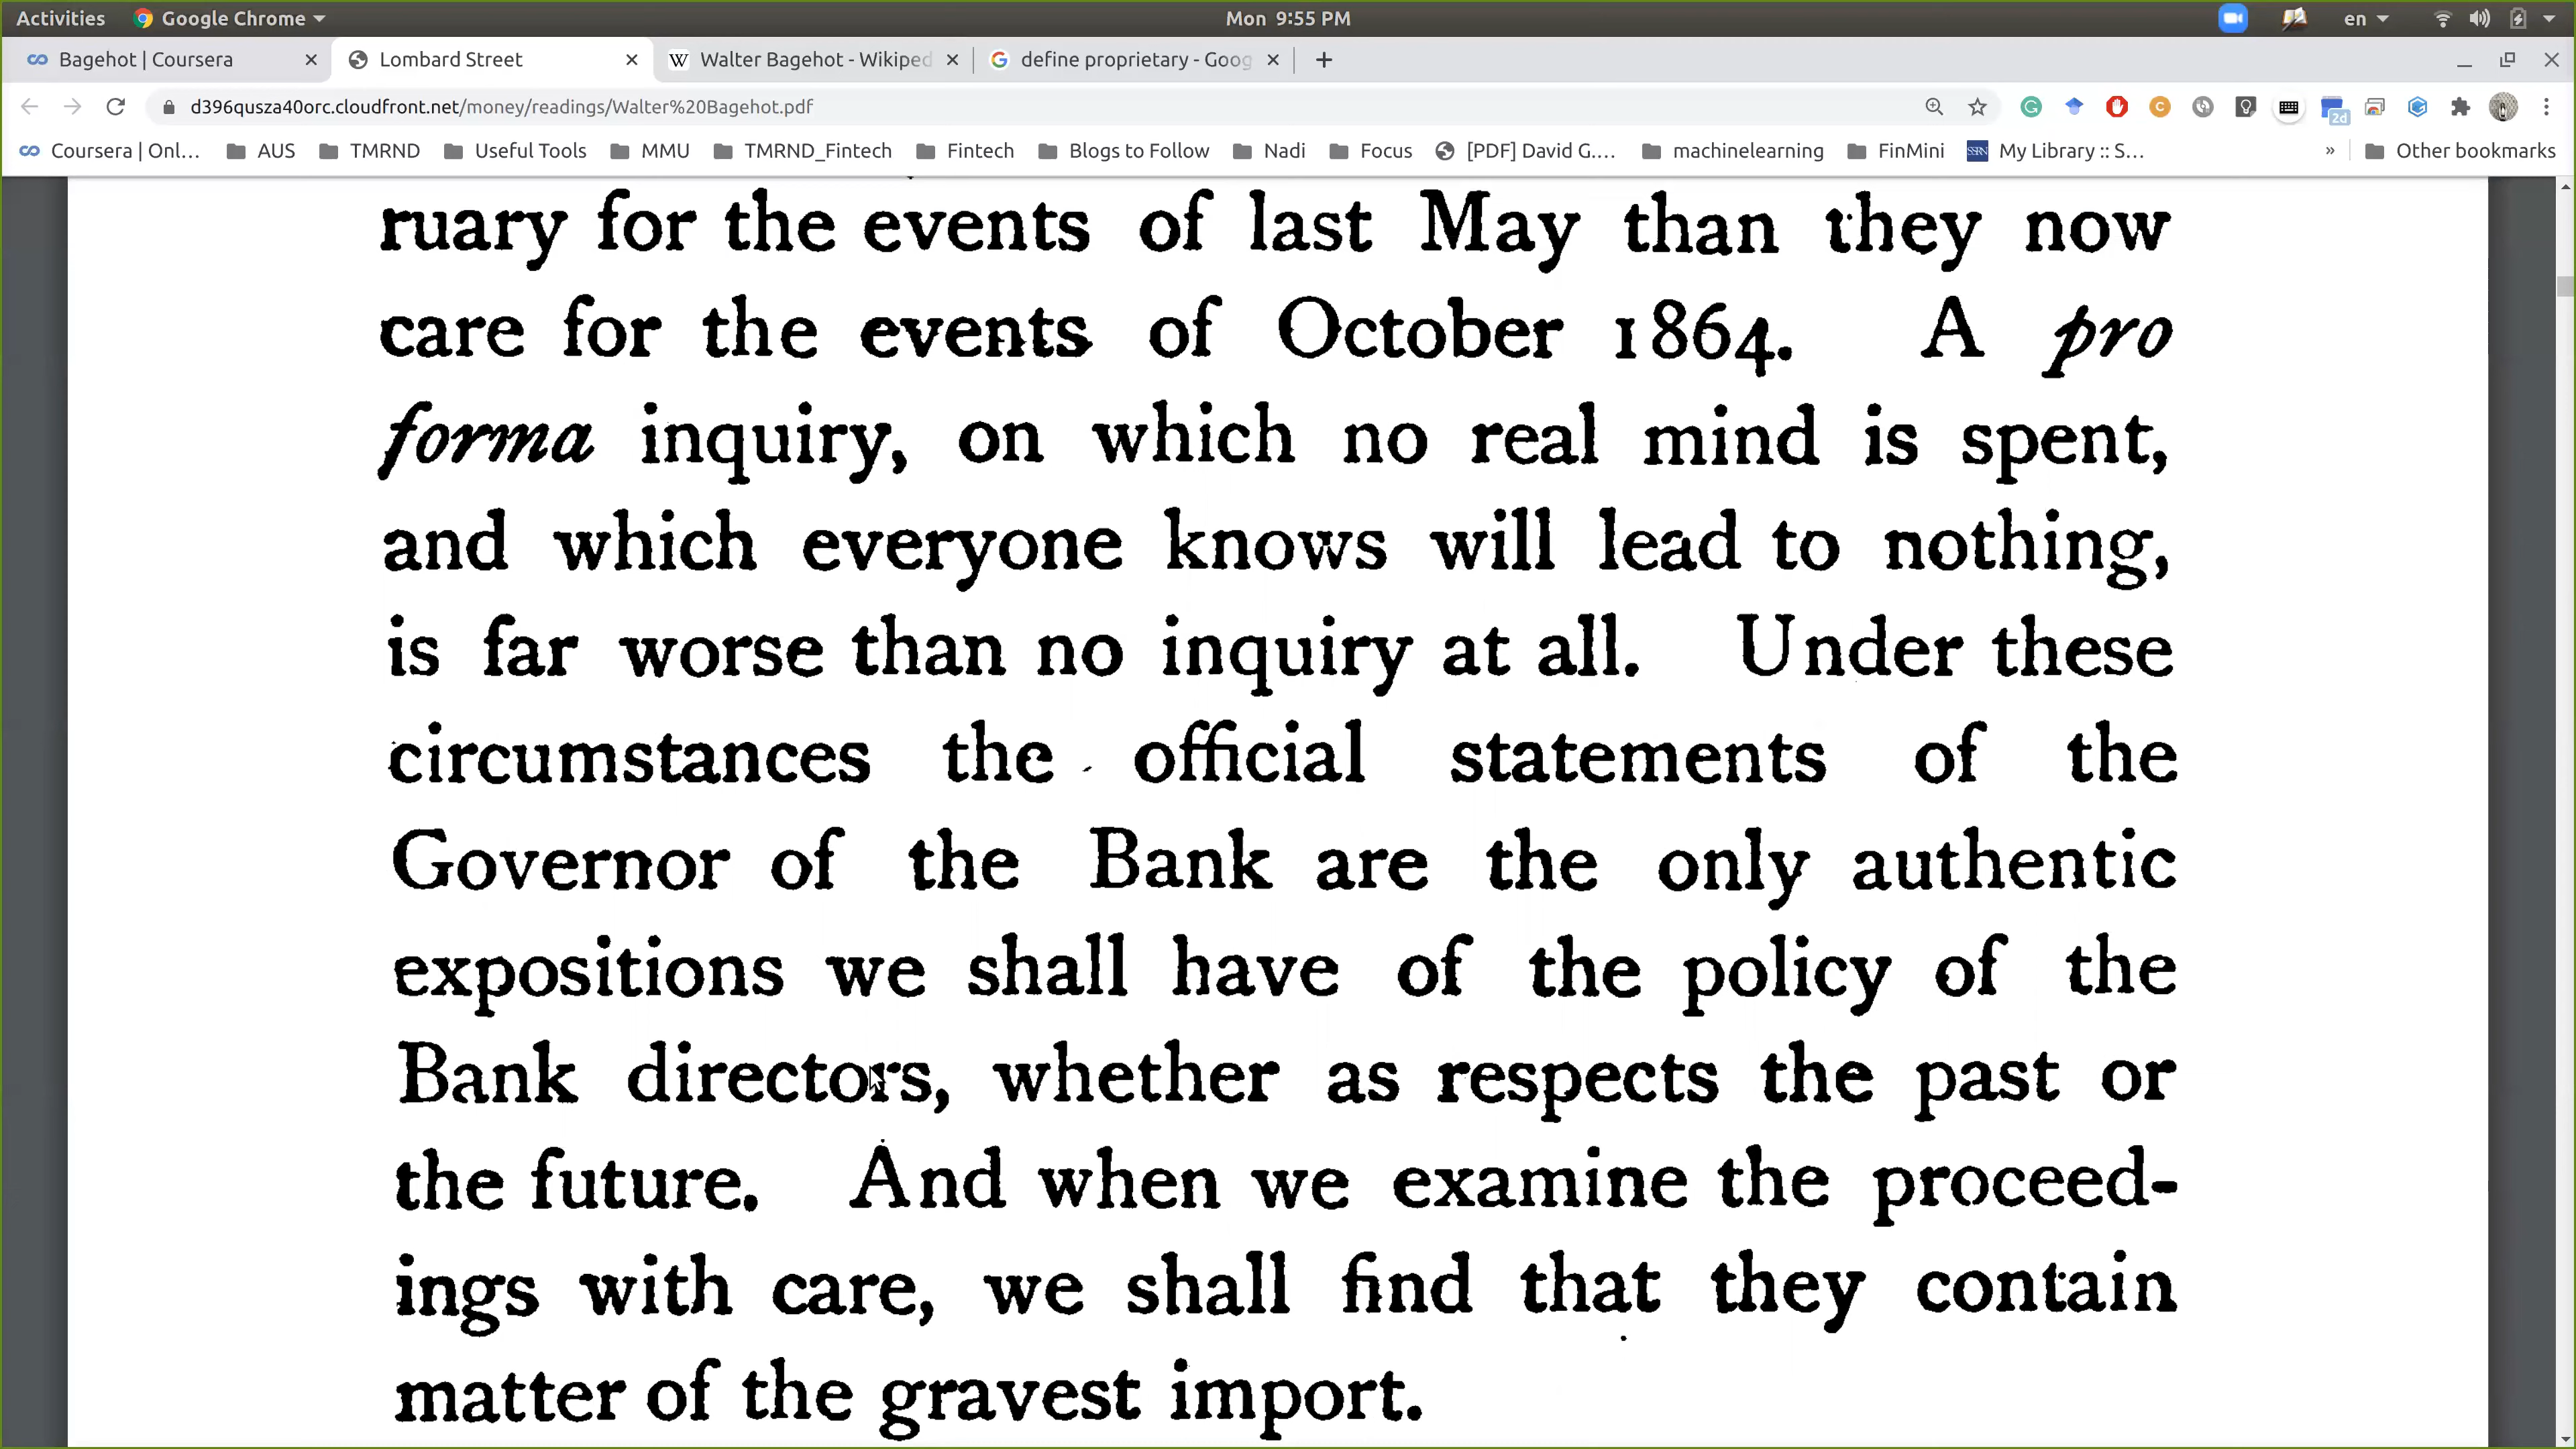 Activities Google Chrome Mon 9:55 PM en
Bagehot | Coursera Lombard Street Walter Bagehot - Wikiped define proprietary - Goog
d396qusza40orc.cloudfront.net/money/readings/Walter%20Bagehot.pdf
2d
Coursera | Onl... AUS TMRND Useful Tools MMU TMRND_Fintech Fintech Blogs to Follow Nadi Focus [PDF] David G.... machinelearning FinMini SSRN My Library :: S... » Other bookmarks
ruary for the events of last May than they now
care for the events of October 1864. A pro
forma inquiry, on which no real mind is spent,
and which everyone knows will lead to nothing,
is far worse than no inquiry at all. Under these
circumstances the official statements of the
Governor of the Bank are the only authentic
expositions we shall have of the policy of the
Bank directors, whether as respects the past or
the future. And when we examine the proceed-
ings with care, we shall find that they contain
matter of the gravest import.